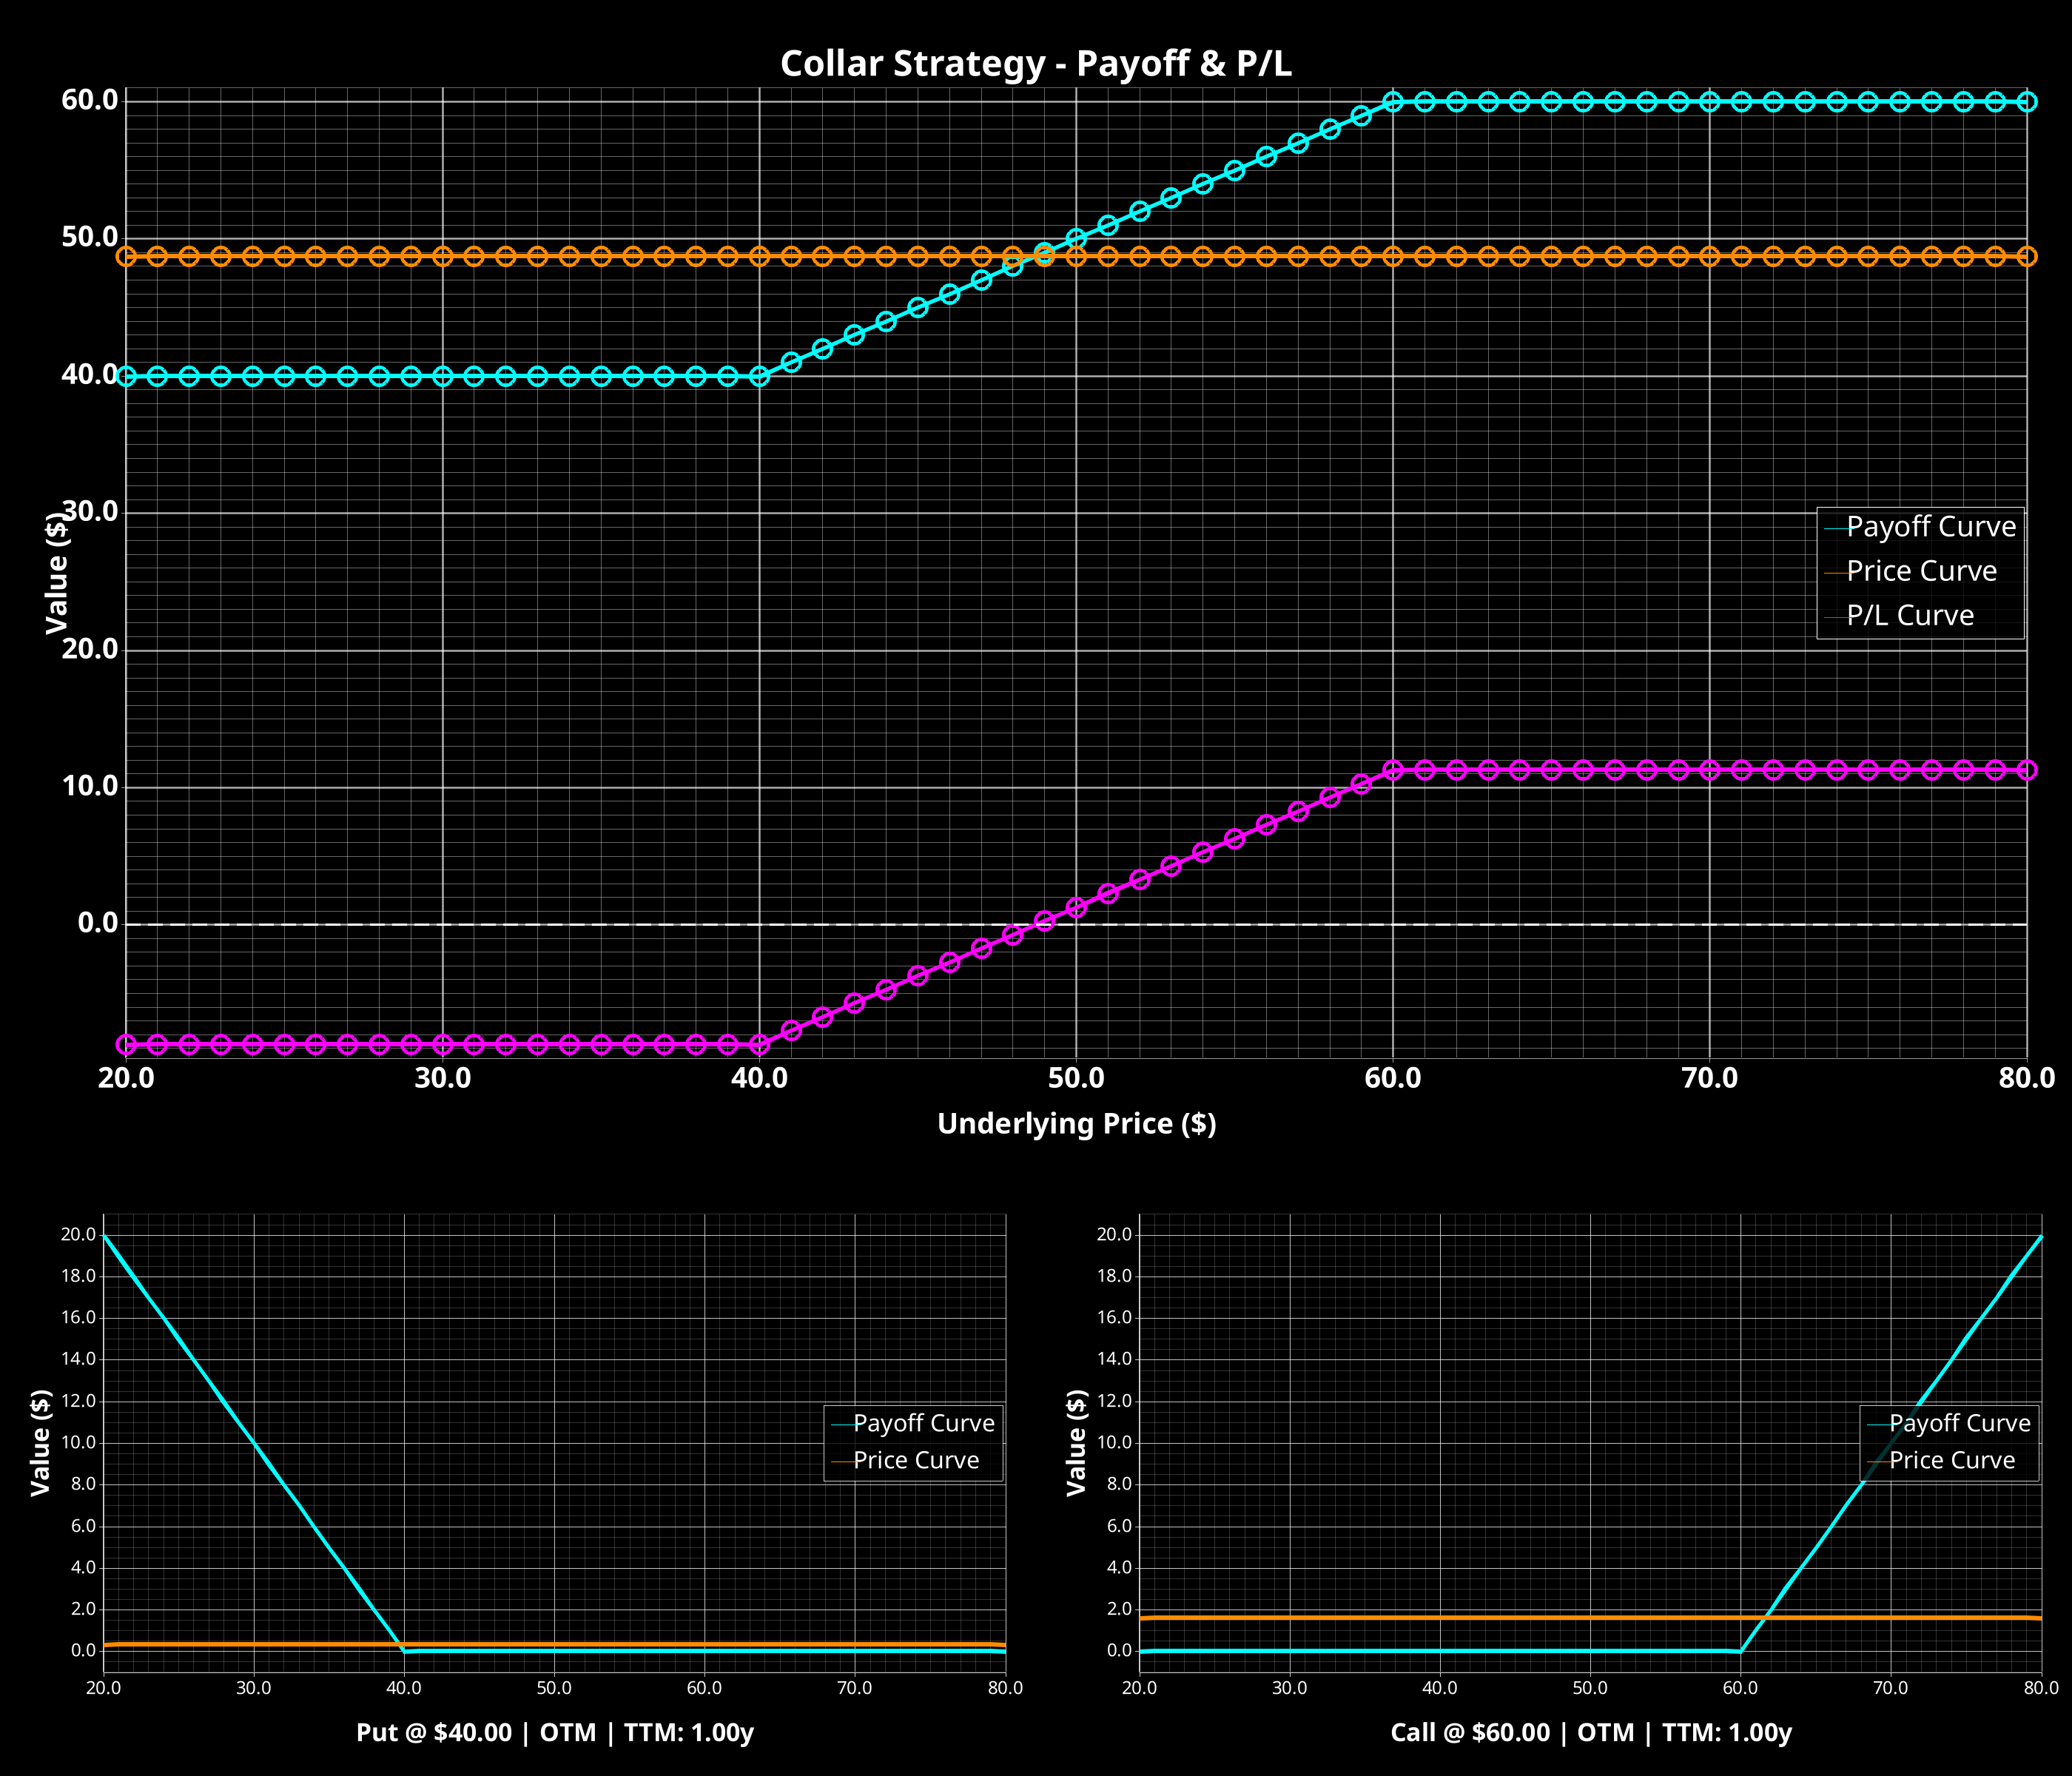 Collar Strategy - Payoff & P/L
60.0
50.0
40.0
30.0
20.0
10.0
0.0
Value ($)
Payoff Curve
Price Curve
P/L Curve
20.0 30.0 40.0 50.0 60.0 70.0 80.0
Underlying Price ($)
20.0
18.0
16.0
14.0
12.0
10.0
8.0
6.0
4.0
2.0
0.0
Value ($)
Payoff Curve
Price Curve
20.0 30.0 40.0 50.0 60.0 70.0 80.0
Put @ $40.00 | OTM | TTM: 1.00y
20.0
18.0
16.0
14.0
12.0
10.0
8.0
6.0
4.0
2.0
0.0
Value ($)
Payoff Curve
Price Curve
20.0 30.0 40.0 50.0 60.0 70.0 80.0
Call @ $60.00 | OTM | TTM: 1.00y